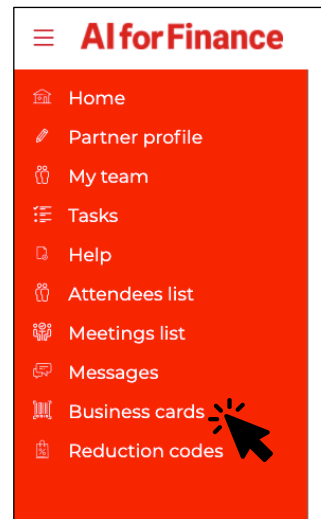 AI for Finance
Home
Partner profile
My team
Tasks
Help
Attendees list
Meetings list
Messages
Business cards
Reduction codes